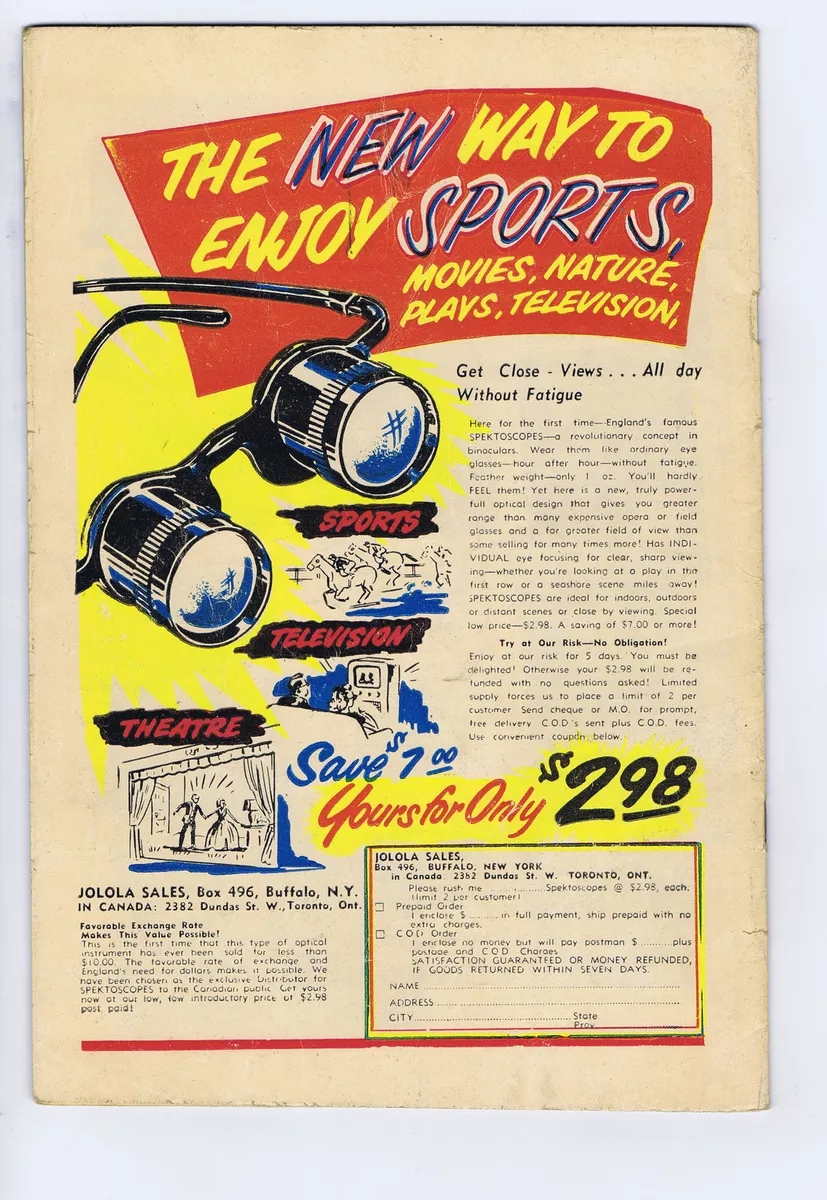 THE NEW WAY TO
ENJOY SPORTS,
MOVIES, NATURE,
PLAYS, TELEVISION,
Get Close - Views . . . All day
Without Fatigue
Here for the first time—England's famous
SPEKTOSCOPES—a revolutionary concept in
binoculars. Wear them like ordinary eye
glasses—hour after hour—without fatigue.
Feather weight—only 1 oz. You'll hardly
FEEL them! Yet here is a new, truly power-
full optical design that gives you greater
range than many expensive opera or field
glasses and a far greater field of view than
some selling for many times more! Has INDI-
VIDUAL eye focusing for clear, sharp view-
ing—whether you're looking at a play in the
first row or a seashore scene miles away!
SPEKTOSCOPES are ideal for indoors, outdoors
or distant scenes or close by viewing. Special
low price—$2.98. A saving of $7.00 or more!
Try at Our Risk—No Obligation!
Enjoy at our risk for 5 days. You must be
delighted! Otherwise your $2.98 will be re-
funded with no questions asked! Limited
supply forces us to place a limit of 2 per
customer Send cheque or M.O. for prompt,
free delivery C.O.D.'s sent plus C.O.D. fees.
Use convenient coupon below.
SPORTS
TELEVISION
THEATRE
Save $7.00
Yours for Only $2.98
JOLOLA SALES, Box 496, Buffalo, N.Y.
IN CANADA: 2382 Dundas St. W., Toronto, Ont.
Favorable Exchange Rate
Makes This Value Possible!
This is the first time that this type of optical
instrument has ever been sold for less than
$10.00. The favorable rate of exchange and
England's need for dollars makes it possible. We
have been chosen as the exclusive Distributor for
SPEKTOSCOPES to the Canadian public Get yours
now at our low, low introductory price of $2.98
post paid!
JOLOLA SALES,
Box 496, BUFFALO, NEW YORK
in Canada 2382 Dundas St. W. TORONTO, ONT.
Please rush me ..............Spektoscopes @ $2.98, each.
(limit 2 per customer)
Prepaid Order
I enclose $ .......... in full payment, ship prepaid with no
extra charges.
C.O.D Order
I enclose no money but will pay postman $ ..........plus
postage and C O D Charges
SATISFACTION GUARANTEED OR MONEY REFUNDED,
IF GOODS RETURNED WITHIN SEVEN DAYS.
NAME
ADDRESS
CITY State
Prov.